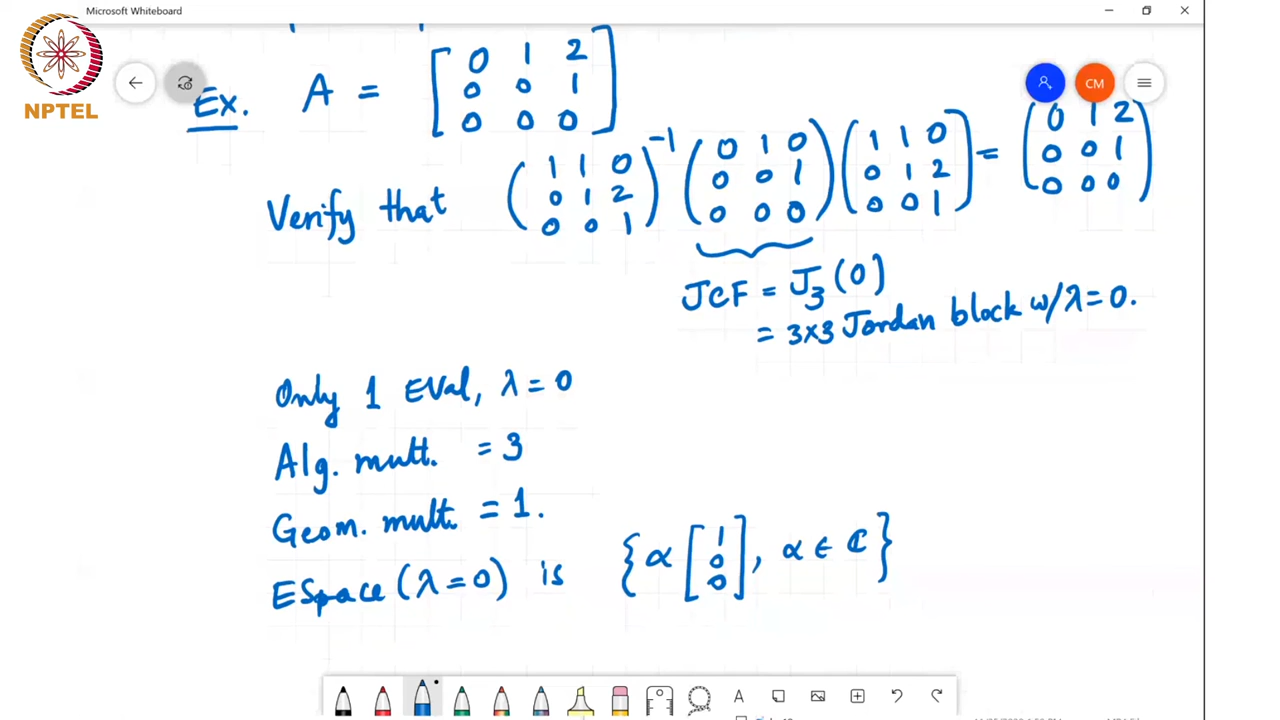 Microsoft Whiteboard
NPTEL
CM
Ex. A = [0 1 2
0 0 1
0 0 0]
Verify that (1 1 0
0 1 2
0 0 1)⁻¹ (0 1 0
0 0 1
0 0 0) (1 1 0
0 1 2
0 0 1] = (0 1 2
0 0 1
0 0 0)
JCF = J₃(0)
= 3x3 Jordan block w/ λ=0.
Only 1 EVal, λ = 0
Alg. mult. = 3
Geom. mult. = 1.
ESpace (λ=0) is {α [1
0
0], α ∈ ℂ}
A